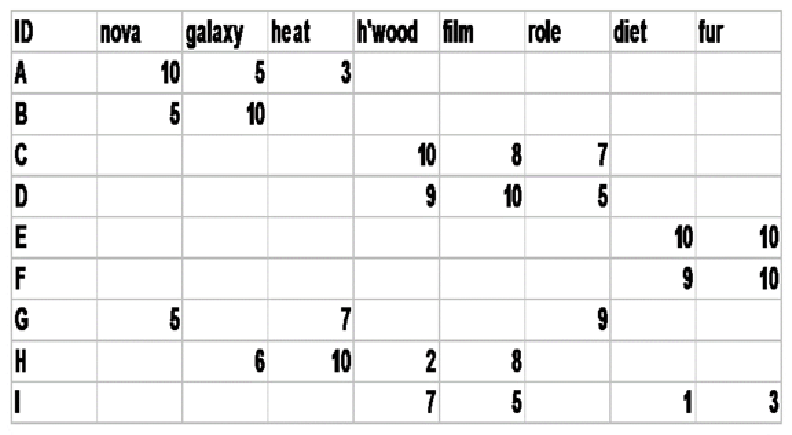 ID nova galaxy heat h'wood film role diet fur
A 10 5 3
B 5 10
C 10 8 7
D 9 10 5
E 10 10
F 9 10
G 5 7 9
H 6 10 2 8
I 7 5 1 3